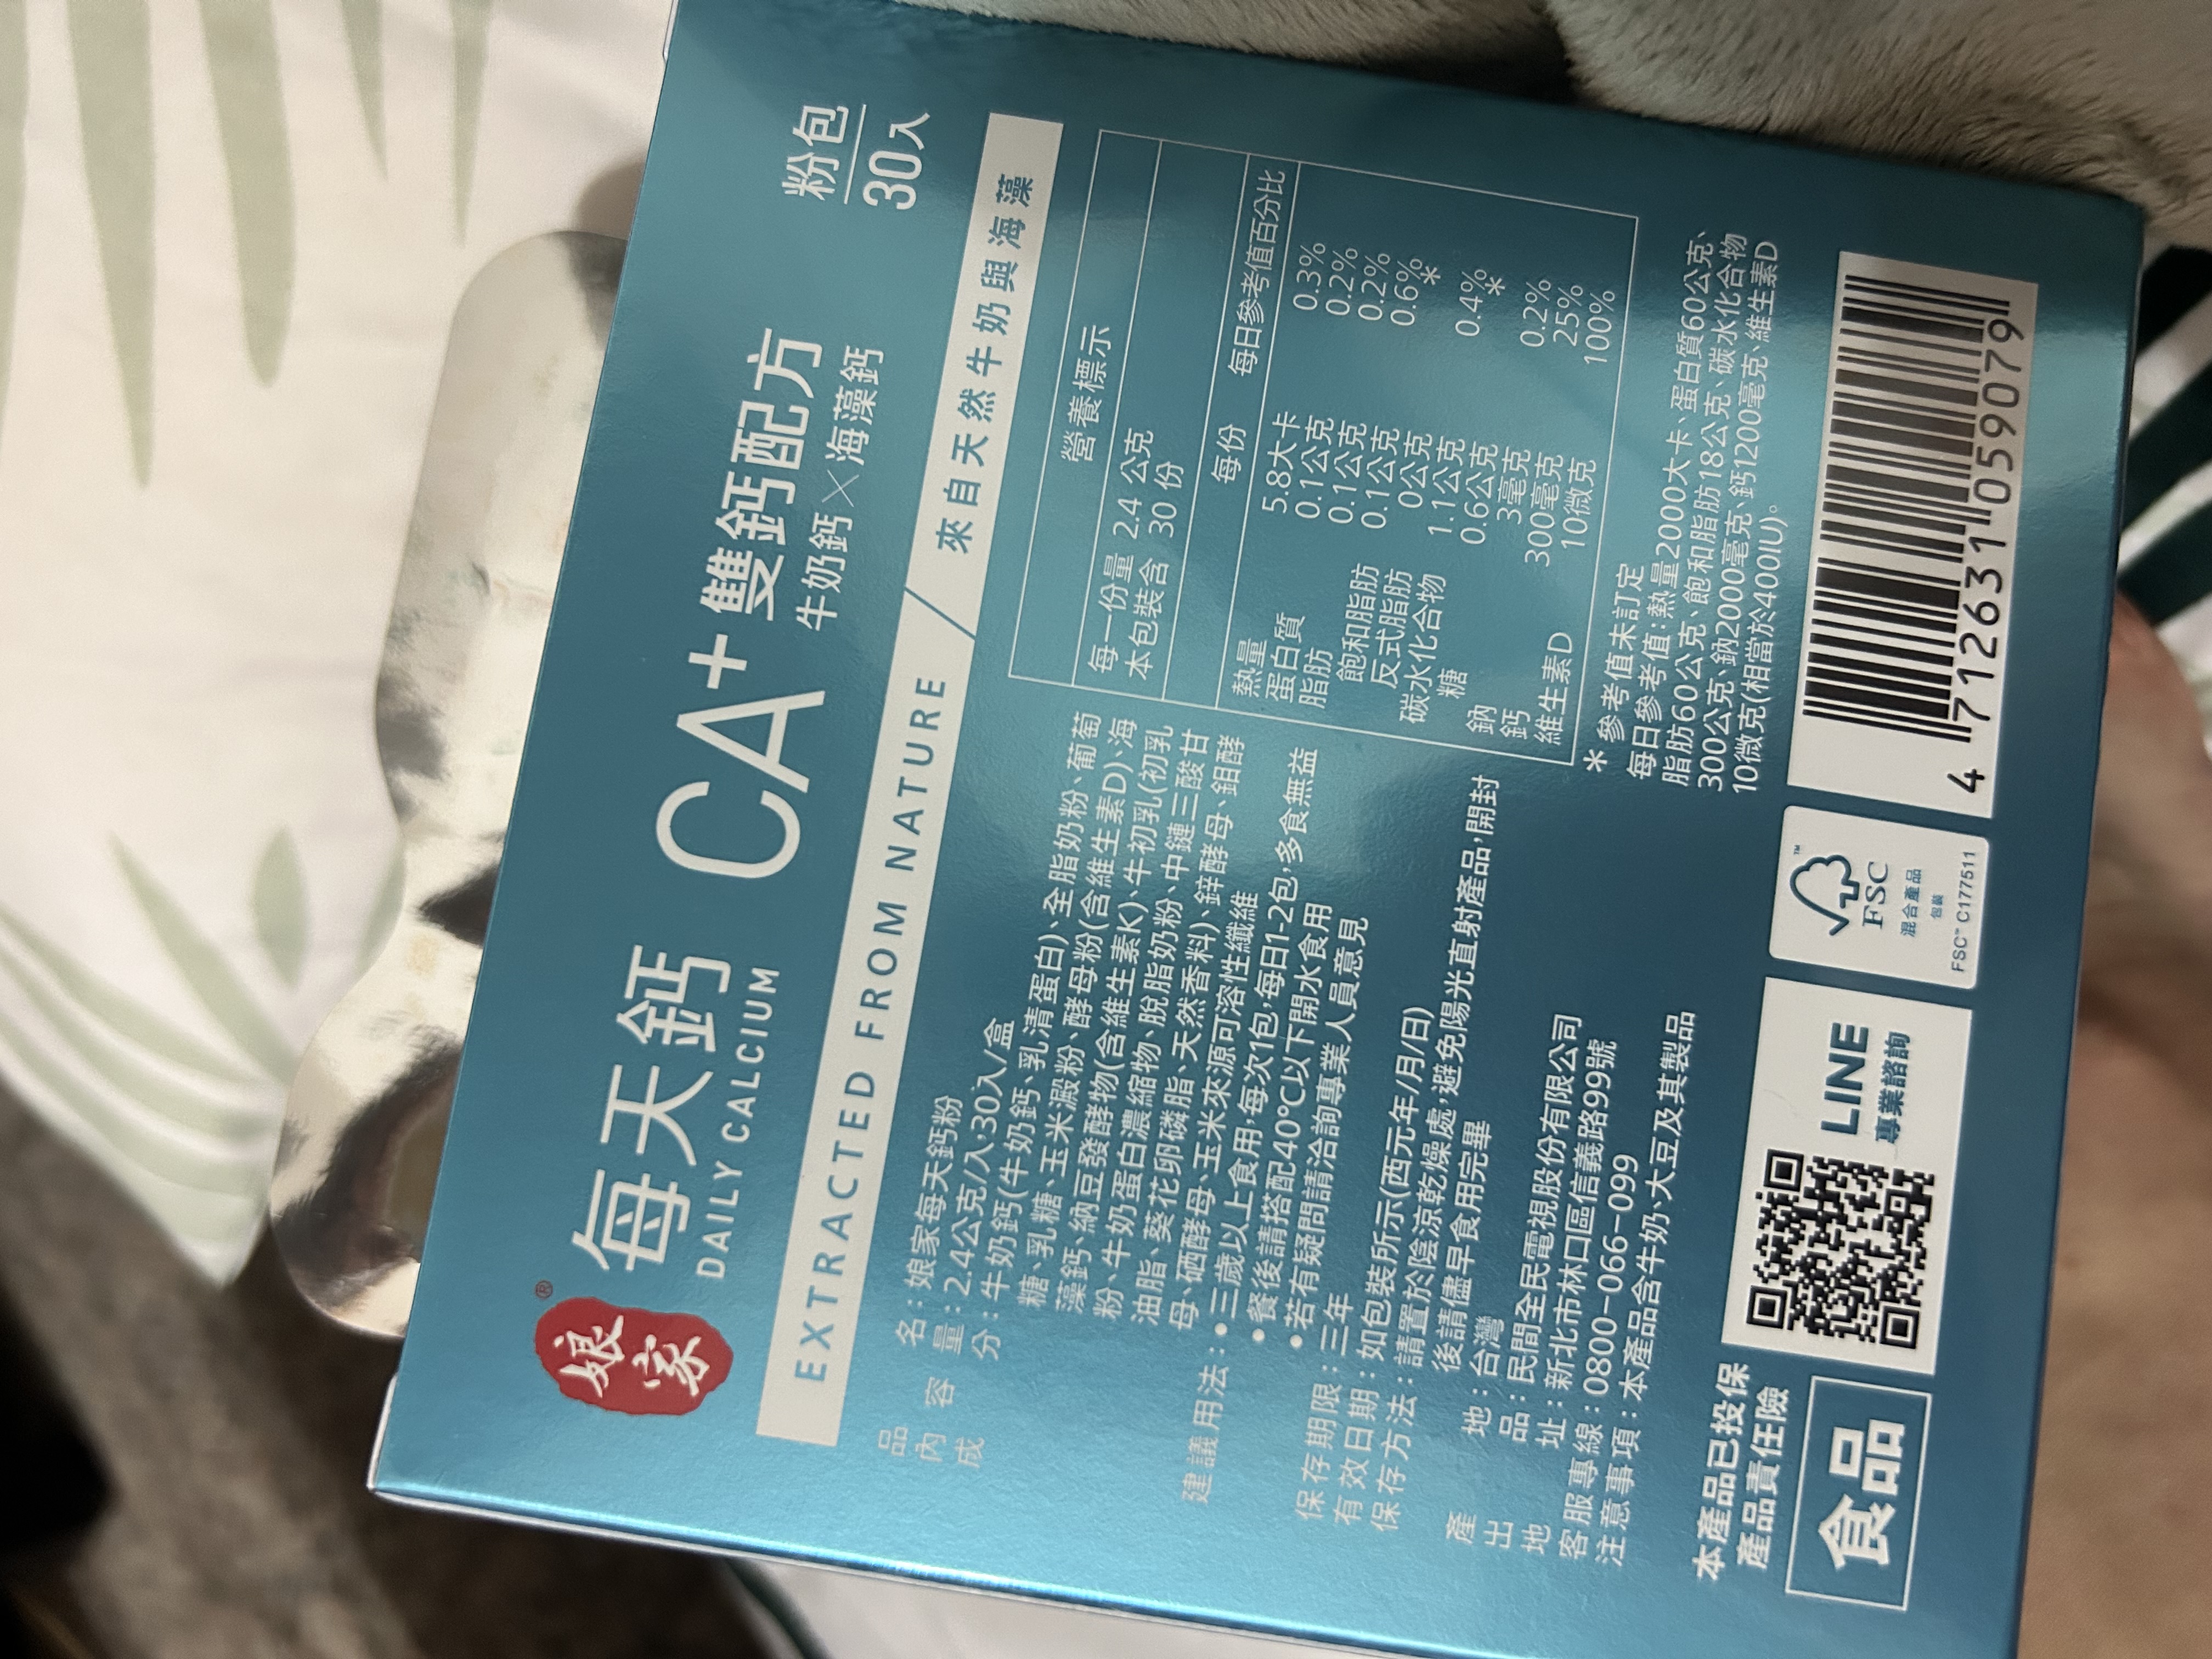 娘家®
每天鈣 CA+ 雙鈣配方
DAILY CALCIUM
牛奶鈣×海藻鈣
粉包
30入
EXTRACTED FROM NATURE / 來自天然牛奶與海藻
品名：娘家每天鈣粉
內容量：2.4公克/入30入/盒
成分：牛奶鈣(牛奶鈣、乳清蛋白)、全脂奶粉、葡萄
糖、乳糖、玉米澱粉、酵母粉(含維生素D)、海
藻鈣、納豆發酵物(含維生素K)、牛初乳(初乳
粉、牛奶蛋白濃縮物、脫脂奶粉、中鏈三酸甘
油脂、葵花卵磷脂、天然香料)、鋅酵母、鉬酵
母、硒酵母、玉米來源可溶性纖維
建議用法：•三歲以上食用，每次1包，每日1-2包，多食無益
•餐後請搭配40°C以下開水食用
•若有疑問請洽詢專業人員意見
保存期限：三年
有效日期：如包裝所示(西元年/月/日)
保存方法：請置於陰涼乾燥處，避免陽光直射產品，開封
後請儘早食用完畢
產地：台灣
出品：民間全民電視股份有限公司
地址：新北市林口區信義路99號
客服專線：0800-066-099
注意事項：本產品含牛奶、大豆及其製品
營養標示
每一份量 2.4 公克
本包裝含 30 份
每份 每日參考值百分比
熱量 5.8大卡 0.3%
蛋白質 0.1公克 0.2%
脂肪 0.1公克 0.2%
飽和脂肪 0.1公克 0.6%
反式脂肪 0公克 *
碳水化合物 1.1公克 0.4%
糖 0.6公克 *
鈉 3毫克 0.2%
鈣 300毫克 25%
維生素D 10微克 100%
* 參考值未訂定
每日參考值：熱量2000大卡、蛋白質60公克、
脂肪60公克、飽和脂肪18公克、碳水化合物
300公克、鈉2000毫克、鈣1200毫克、維生素D
10微克(相當於400IU)。
本產品已投保
產品責任險
食品
LINE
專業諮詢
FSC™
混合產品
包裝
FSC™ C177511
4 712631 059079